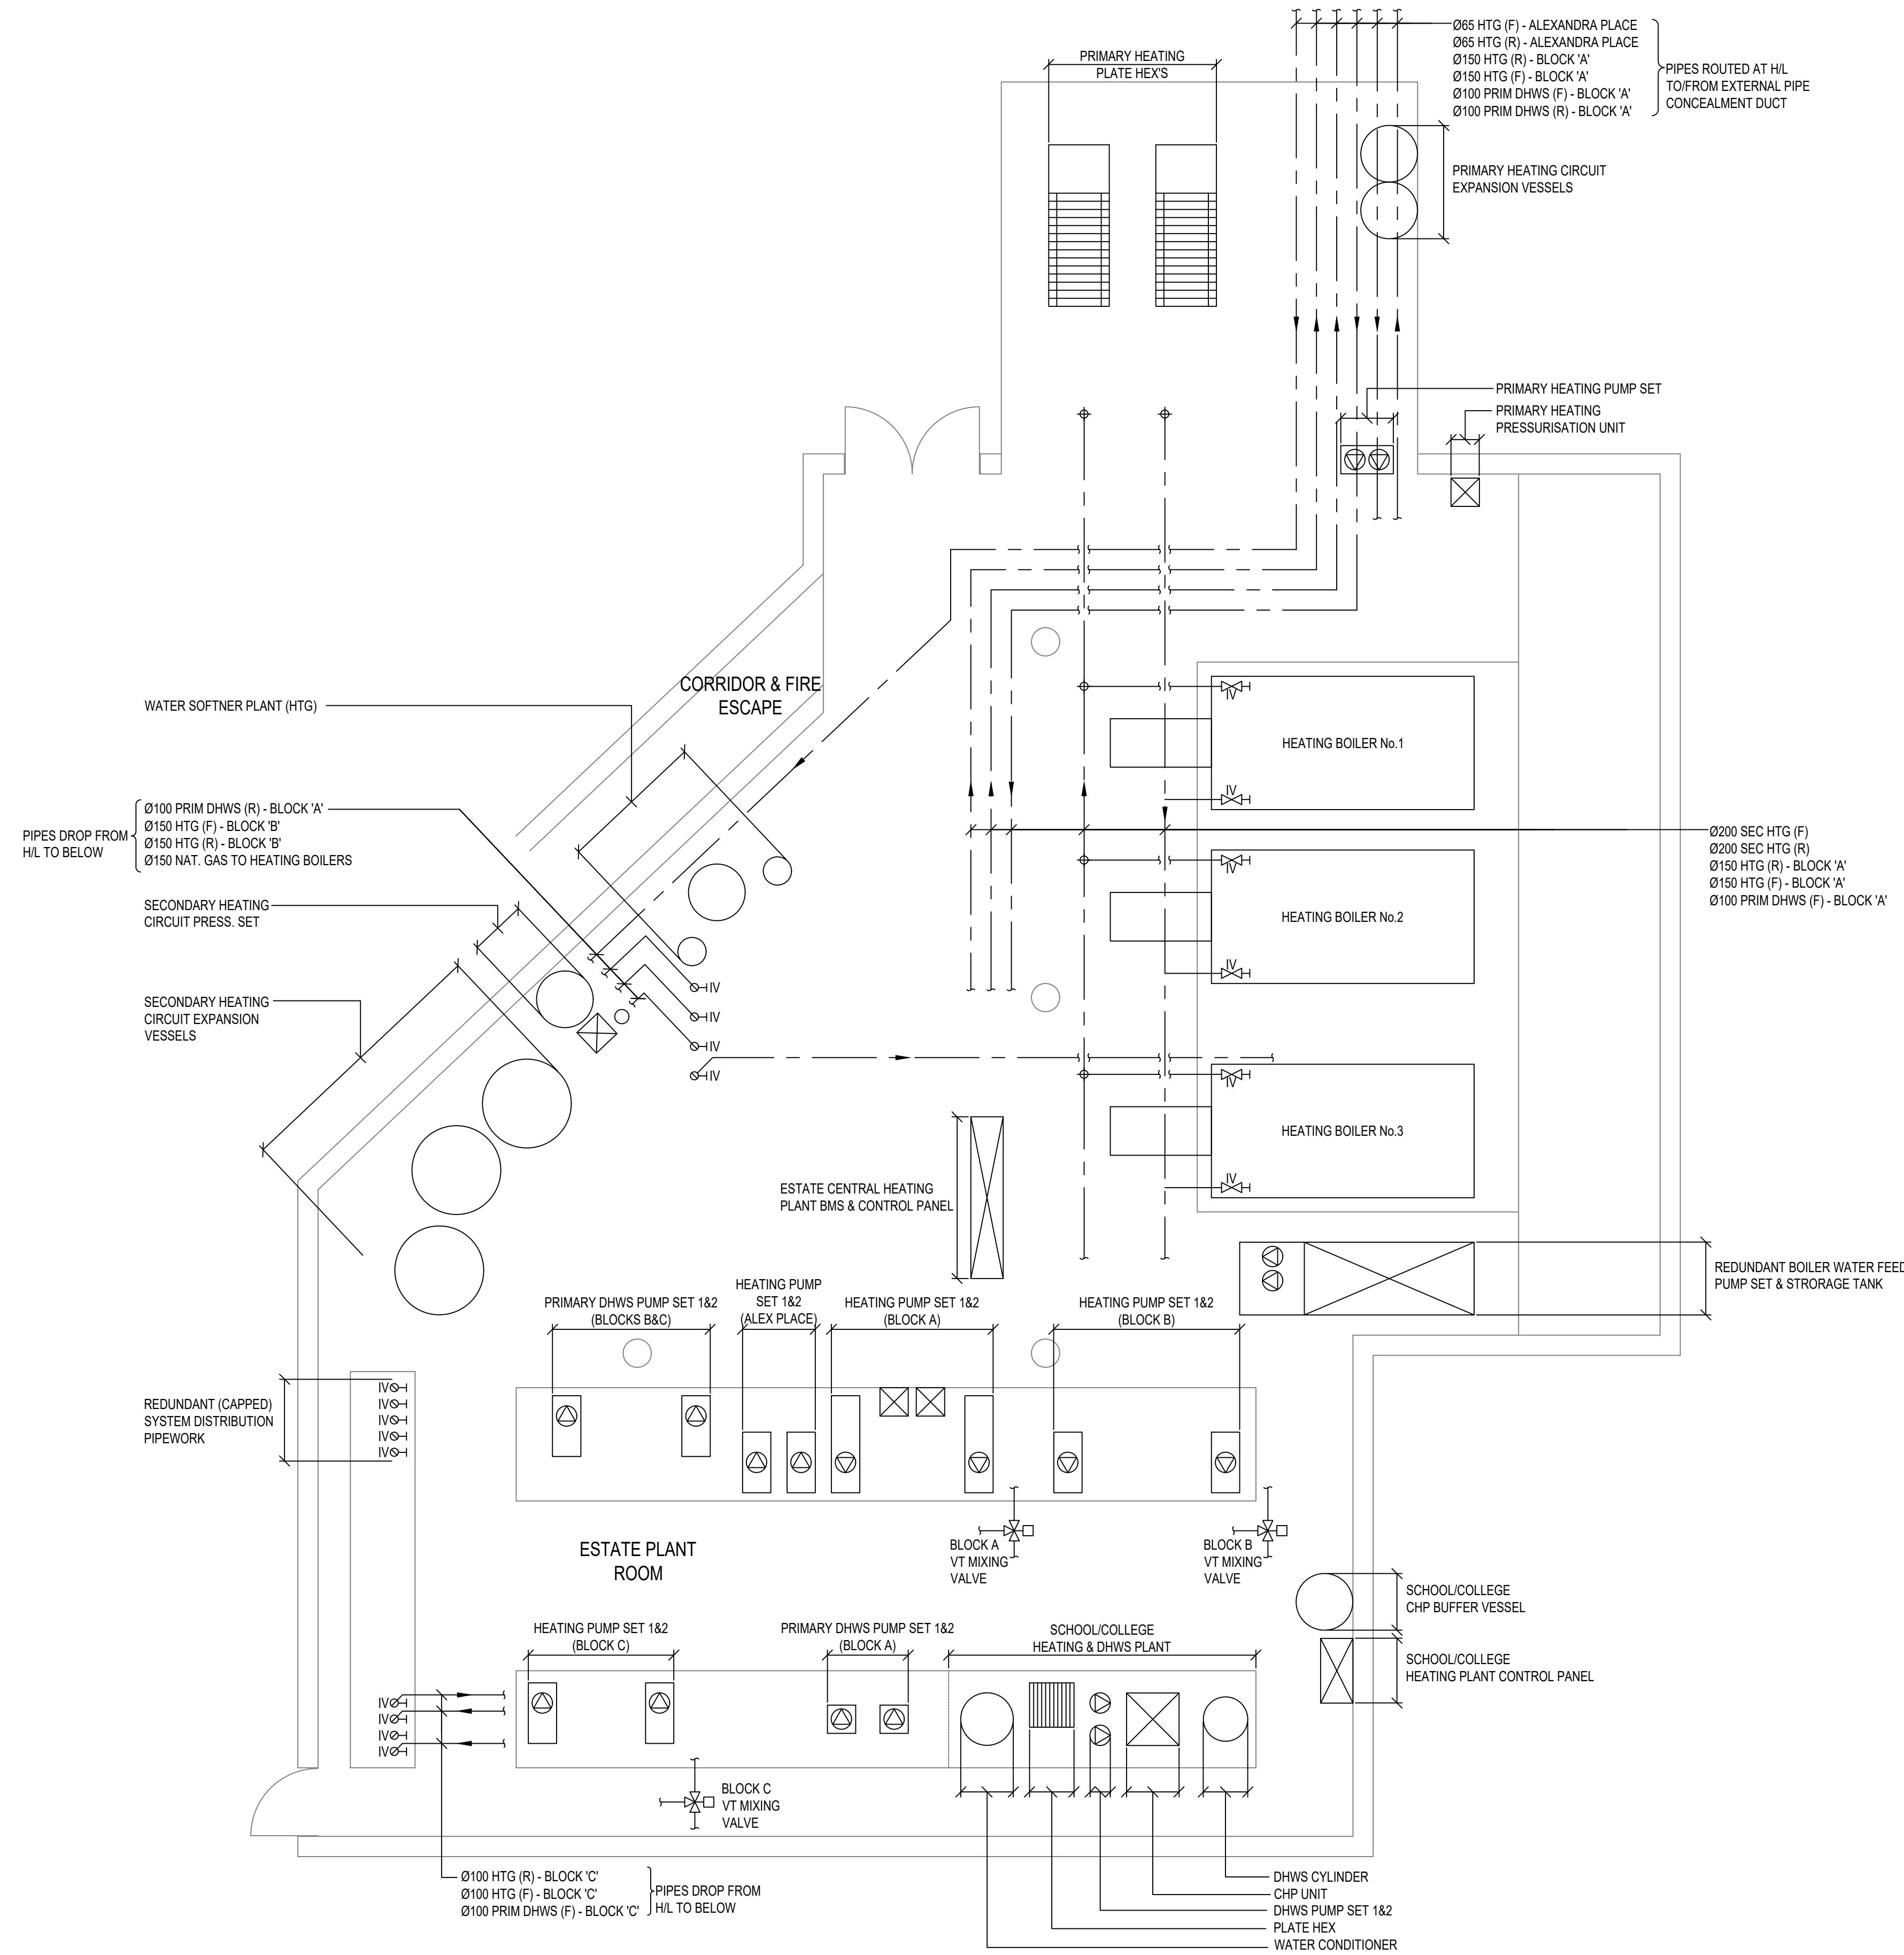 Ø65 HTG (F) - ALEXANDRA PLACE
Ø65 HTG (R) - ALEXANDRA PLACE
Ø150 HTG (R) - BLOCK 'A'
Ø150 HTG (F) - BLOCK 'A'
Ø100 PRIM DHWS (F) - BLOCK 'A'
Ø100 PRIM DHWS (R) - BLOCK 'A'
PIPES ROUTED AT H/L
TO/FROM EXTERNAL PIPE
CONCEALMENT DUCT
PRIMARY HEATING
PLATE HEX'S
PRIMARY HEATING CIRCUIT
EXPANSION VESSELS
PRIMARY HEATING PUMP SET
PRIMARY HEATING
PRESSURISATION UNIT
CORRIDOR & FIRE
ESCAPE
WATER SOFTNER PLANT (HTG)
IV
HEATING BOILER No.1
IV
PIPES DROP FROM
H/L TO BELOW
Ø100 PRIM DHWS (R) - BLOCK 'A'
Ø150 HTG (F) - BLOCK 'B'
Ø150 HTG (R) - BLOCK 'B'
Ø150 NAT. GAS TO HEATING BOILERS
Ø200 SEC HTG (F)
Ø200 SEC HTG (R)
Ø150 HTG (R) - BLOCK 'A'
Ø150 HTG (F) - BLOCK 'A'
Ø100 PRIM DHWS (F) - BLOCK 'A'
IV
HEATING BOILER No.2
IV
SECONDARY HEATING
CIRCUIT PRESS. SET
SECONDARY HEATING
CIRCUIT EXPANSION
VESSELS
IV
IV
IV
IV
IV
HEATING BOILER No.3
IV
ESTATE CENTRAL HEATING
PLANT BMS & CONTROL PANEL
REDUNDANT BOILER WATER FEED
PUMP SET & STRORAGE TANK
PRIMARY DHWS PUMP SET 1&2
(BLOCKS B&C)
HEATING PUMP
SET 1&2
(ALEX PLACE)
HEATING PUMP SET 1&2
(BLOCK A)
HEATING PUMP SET 1&2
(BLOCK B)
REDUNDANT (CAPPED)
SYSTEM DISTRIBUTION
PIPEWORK
IV
IV
IV
IV
IV
ESTATE PLANT
ROOM
BLOCK A
VT MIXING
VALVE
BLOCK B
VT MIXING
VALVE
SCHOOL/COLLEGE
CHP BUFFER VESSEL
SCHOOL/COLLEGE
HEATING PLANT CONTROL PANEL
HEATING PUMP SET 1&2
(BLOCK C)
PRIMARY DHWS PUMP SET 1&2
(BLOCK A)
SCHOOL/COLLEGE
HEATING & DHWS PLANT
IV
IV
IV
IV
BLOCK C
VT MIXING
VALVE
Ø100 HTG (R) - BLOCK 'C'
Ø100 HTG (F) - BLOCK 'C'
Ø100 PRIM DHWS (F) - BLOCK 'C'
PIPES DROP FROM
H/L TO BELOW
DHWS CYLINDER
CHP UNIT
DHWS PUMP SET 1&2
PLATE HEX
WATER CONDITIONER